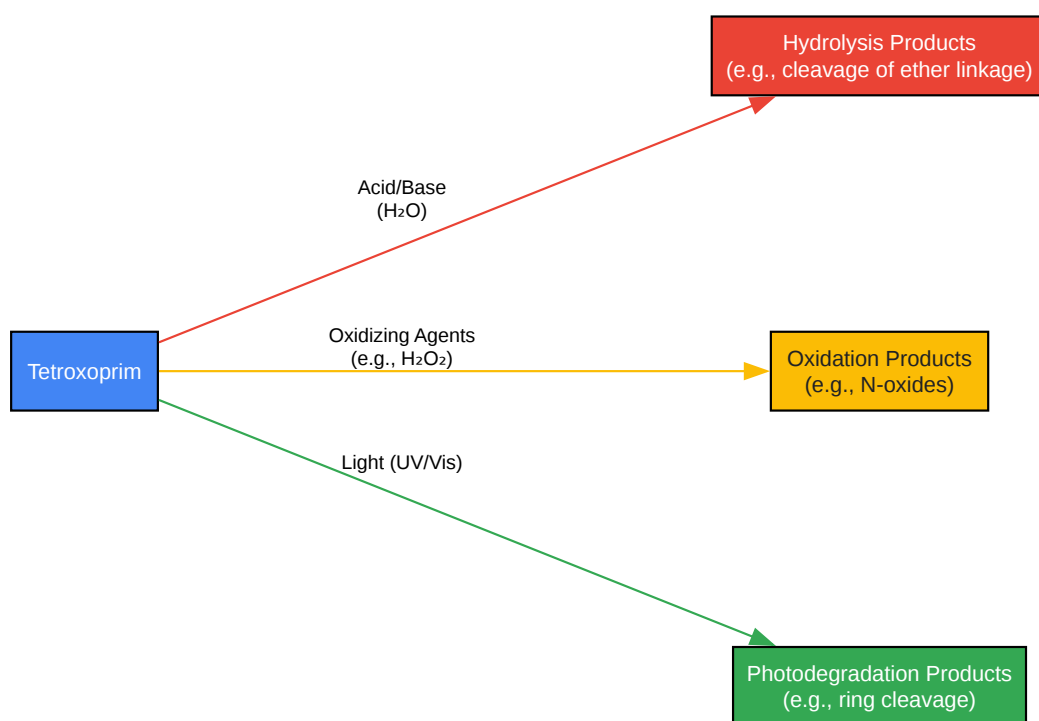 Hydrolysis Products
(e.g., cleavage of ether linkage)
Acid/Base
(H₂O)
Tetroxoprim
Oxidizing Agents
(e.g., H₂O₂)
Oxidation Products
(e.g., N-oxides)
Light (UV/Vis)
Photodegradation Products
(e.g., ring cleavage)